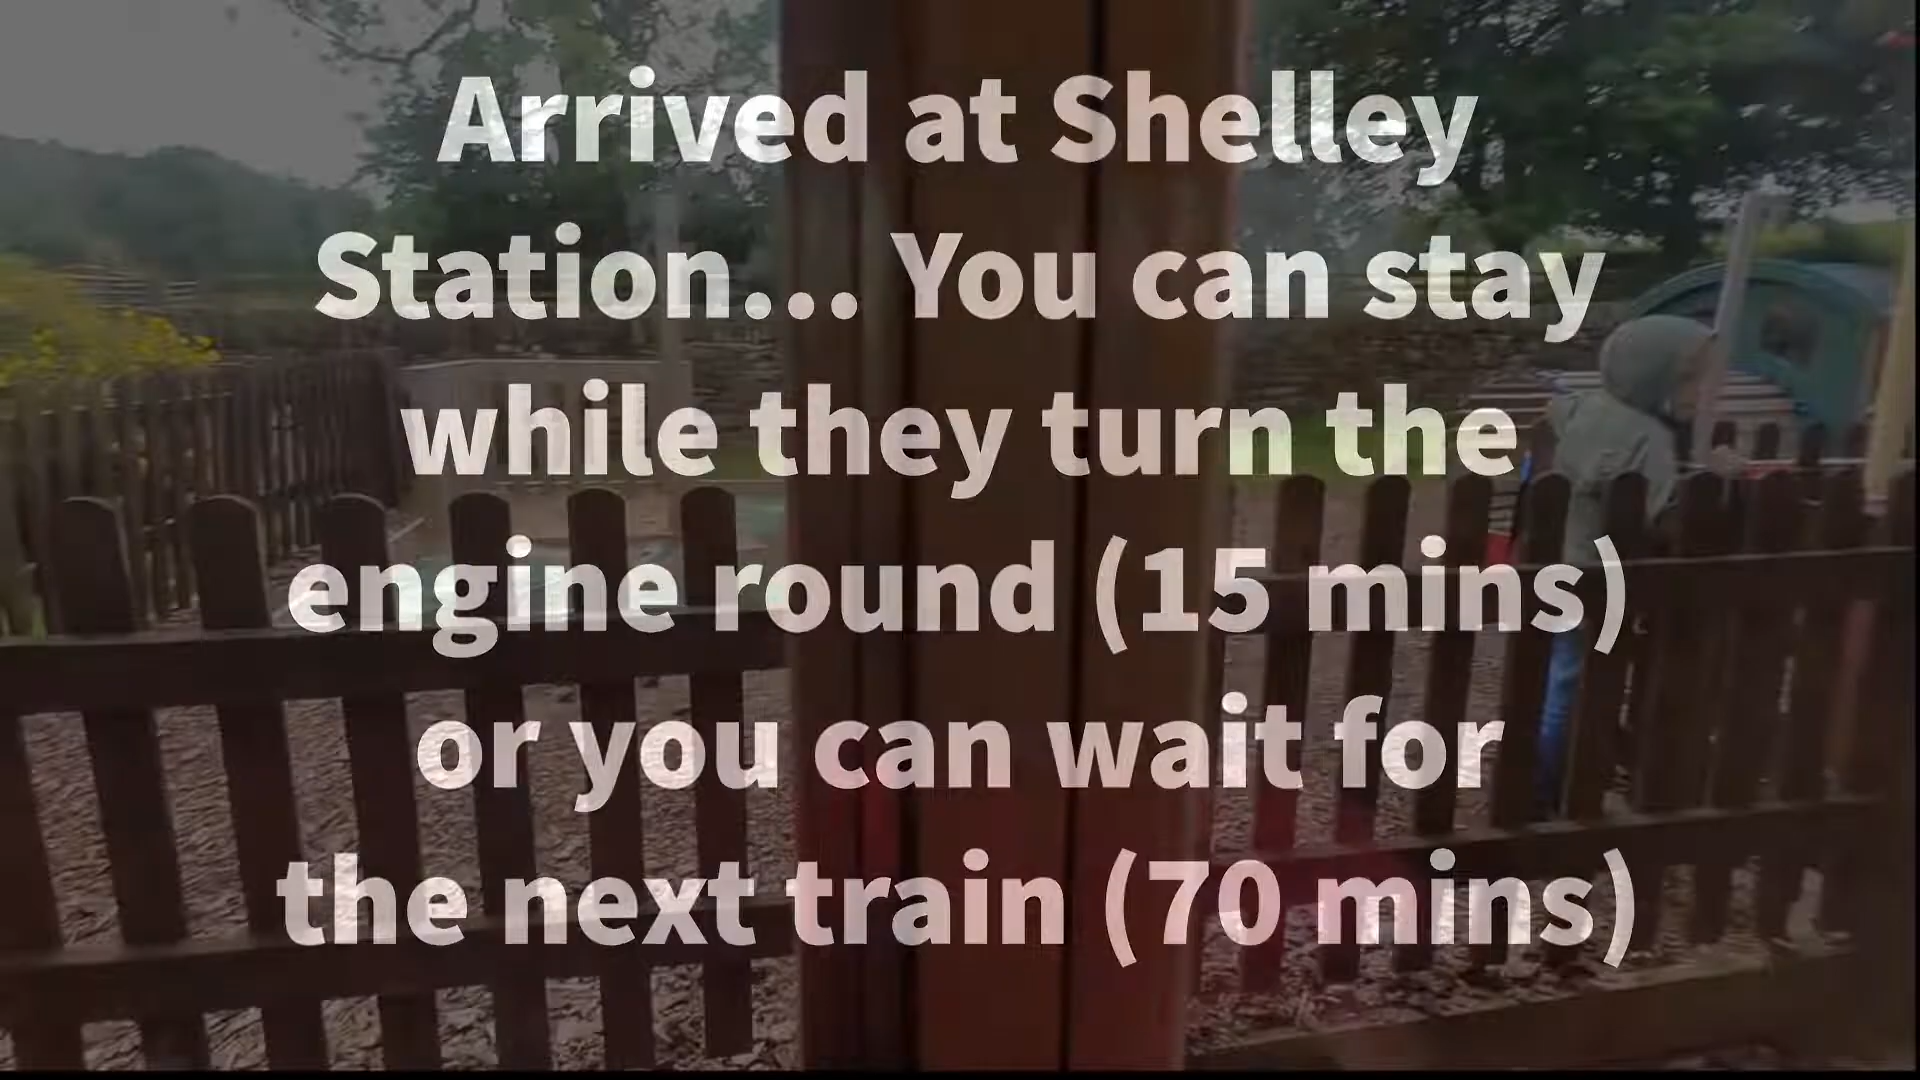 Arrived at Shelley
Station... You can stay
while they turn the
engine round (15 mins)
or you can wait for
the next train (70 mins)